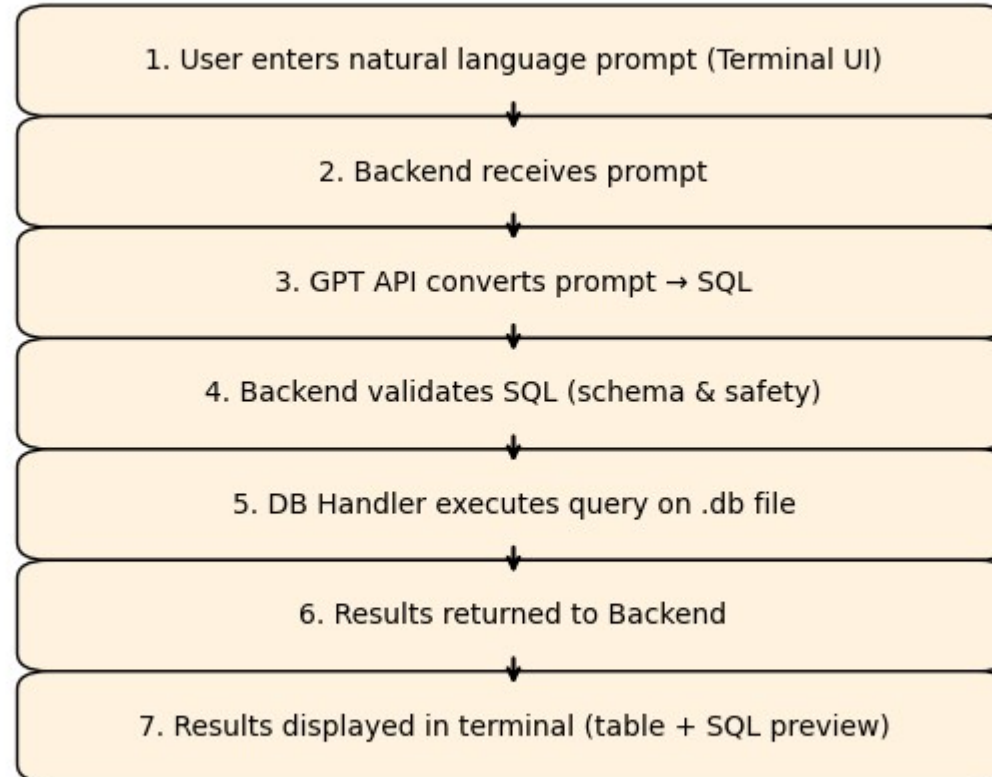 1. User enters natural language prompt (Terminal UI)
2. Backend receives prompt
3. GPT API converts prompt → SQL
4. Backend validates SQL (schema & safety)
5. DB Handler executes query on .db file
6. Results returned to Backend
7. Results displayed in terminal (table + SQL preview)